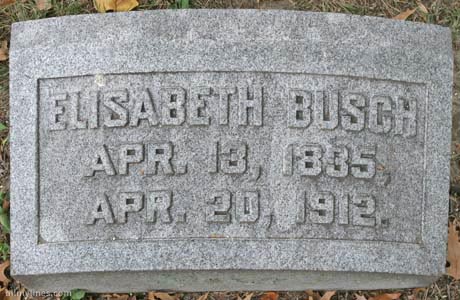 ELISABETH BUSCH
APR. 13, 1835,
APR. 20, 1912.